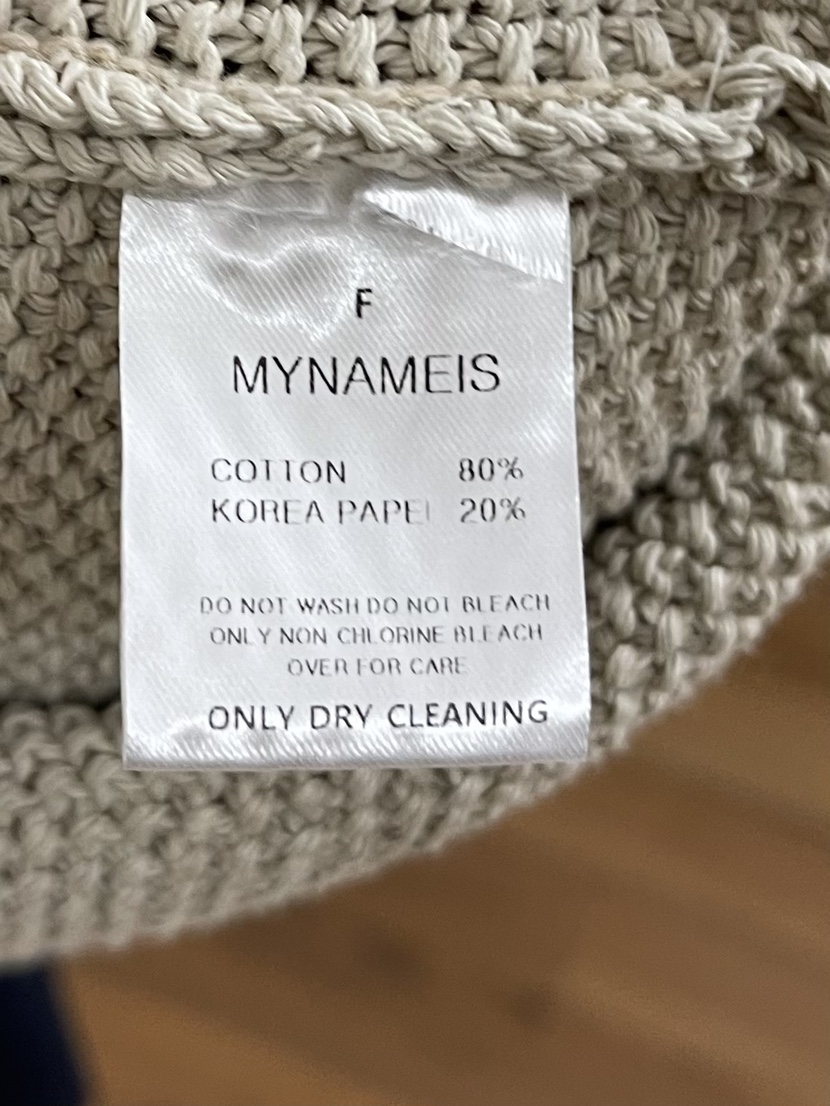 F
MYNAMEIS
COTTON 80%
KOREA PAPE 20%
DO NOT WASH DO NOT BLEACH
ONLY NON CHLORINE BLEACH
OVER FOR CARE
ONLY DRY CLEANING